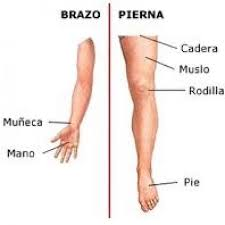 BRAZO
PIERNA
Cadera
Muslo
Rodilla
Muñeca
Mano
Pie